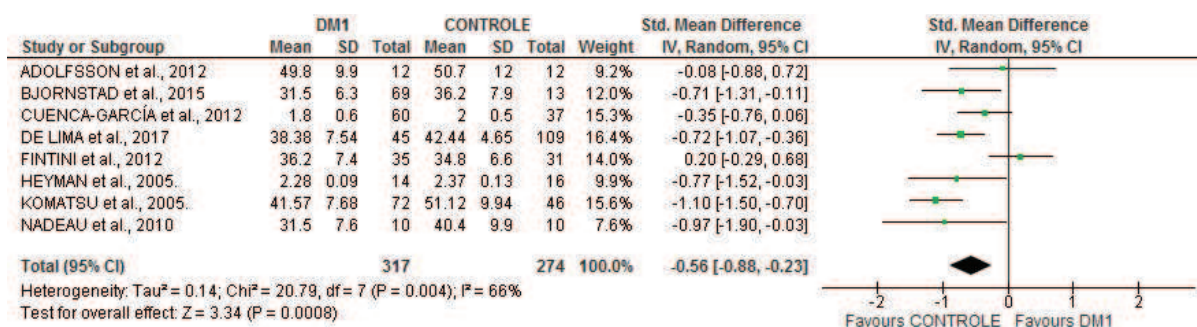 DM1 CONTROLE Std. Mean Difference Std. Mean Difference
Study or Subgroup Mean SD Total Mean SD Total Weight IV, Random, 95% CI IV, Random, 95% CI
ADOLFSSON et al., 2012 49.8 9.9 12 50.7 12 12 9.2% -0.08 [-0.88, 0.72]
BJORNSTAD et al., 2015 31.5 6.3 69 36.2 7.9 13 12.0% -0.71 [-1.31, -0.11]
CUENCA-GARCÍA et al., 2012 1.8 0.6 60 2 0.5 37 15.3% -0.35 [-0.76, 0.06]
DE LIMA et al., 2017 38.38 7.54 45 42.44 4.65 109 16.4% -0.72 [-1.07, -0.36]
FINTINI et al., 2012 36.2 7.4 35 34.8 6.6 31 14.0% 0.20 [-0.29, 0.68]
HEYMAN et al., 2005. 2.28 0.09 14 2.37 0.13 16 9.9% -0.77 [-1.52, -0.03]
KOMATSU et al., 2005. 41.57 7.68 72 51.12 9.94 46 15.6% -1.10 [-1.50, -0.70]
NADEAU et al., 2010 31.5 7.6 10 40.4 9.9 10 7.6% -0.97 [-1.90, -0.03]
Total (95% CI) 317 274 100.0% -0.56 [-0.88, -0.23]
Heterogeneity: Tau² = 0.14; Chi² = 20.79, df = 7 (P = 0.004); I² = 66%
Test for overall effect: Z = 3.34 (P = 0.0008)
-2 -1 0 1 2
Favours CONTROLE Favours DM1